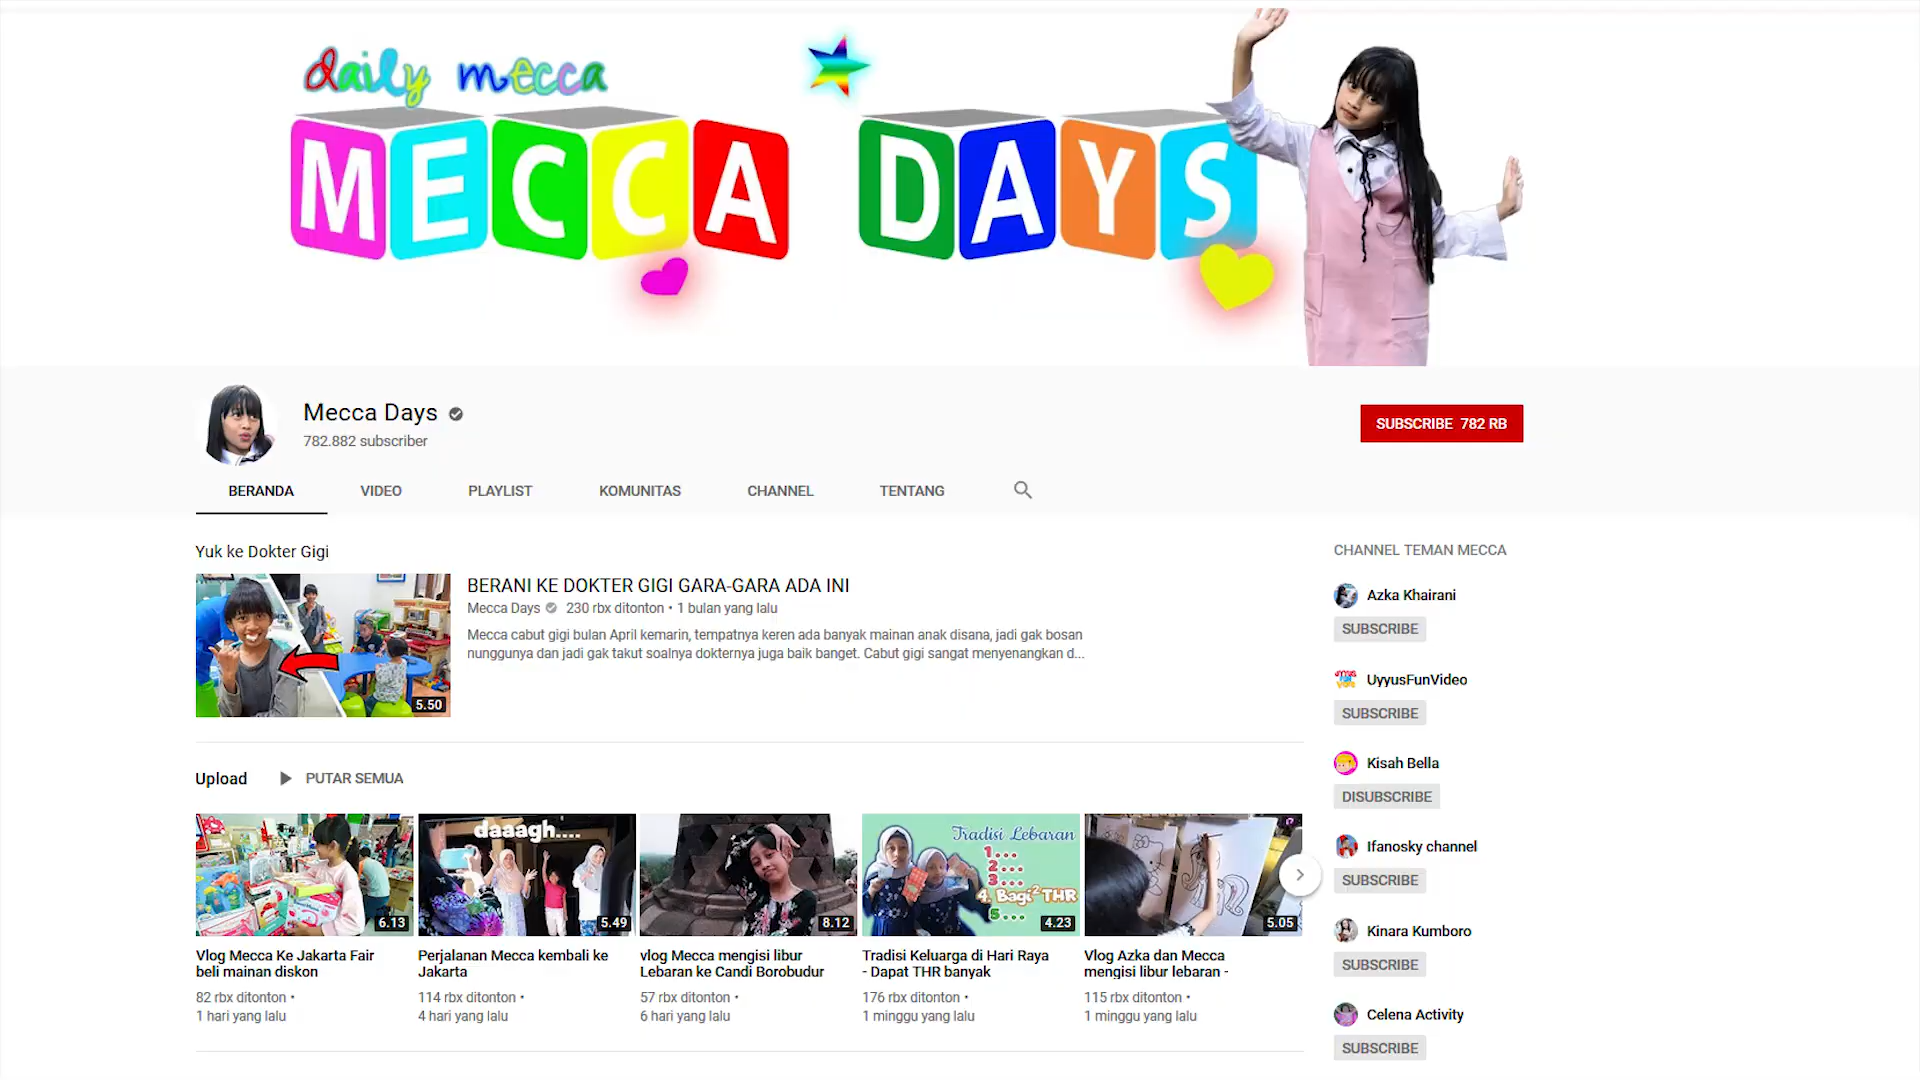 daily mecca
MECCA DAYS
Mecca Days
782.882 subscriber
SUBSCRIBE 782 RB
BERANDA
VIDEO
PLAYLIST
KOMUNITAS
CHANNEL
TENTANG
Yuk ke Dokter Gigi
5.50
BERANI KE DOKTER GIGI GARA-GARA ADA INI
Mecca Days 230 rbx ditonton • 1 bulan yang lalu
Mecca cabut gigi bulan April kemarin, tempatnya keren ada banyak mainan anak disana, jadi gak bosan
nunggunya dan jadi gak takut soalnya dokternya juga baik banget. Cabut gigi sangat menyenangkan d...
Upload
PUTAR SEMUA
6.13
Vlog Mecca Ke Jakarta Fair
beli mainan diskon
82 rbx ditonton •
1 hari yang lalu
daaagh....
5.49
Perjalanan Mecca kembali ke
Jakarta
114 rbx ditonton •
4 hari yang lalu
8.12
vlog Mecca mengisi libur
Lebaran ke Candi Borobudur
57 rbx ditonton •
6 hari yang lalu
Tradisi Lebaran
1...
2...
3...
4. Bagi² THR
5...
4.23
Tradisi Keluarga di Hari Raya
- Dapat THR banyak
176 rbx ditonton •
1 minggu yang lalu
5.05
Vlog Azka dan Mecca
mengisi libur lebaran -
115 rbx ditonton •
1 minggu yang lalu
CHANNEL TEMAN MECCA
Azka Khairani
SUBSCRIBE
UyyusFunVideo
SUBSCRIBE
Kisah Bella
DISUBSCRIBE
Ifanosky channel
SUBSCRIBE
Kinara Kumboro
SUBSCRIBE
Celena Activity
SUBSCRIBE